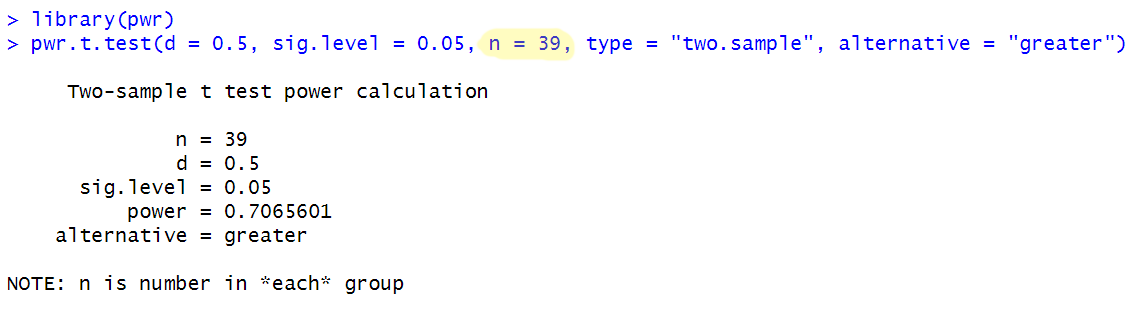 > library(pwr)
> pwr.t.test(d = 0.5, sig.level = 0.05, n = 39, type = "two.sample", alternative = "greater")
Two-sample t test power calculation
n = 39
d = 0.5
sig.level = 0.05
power = 0.7065601
alternative = greater
NOTE: n is number in *each* group